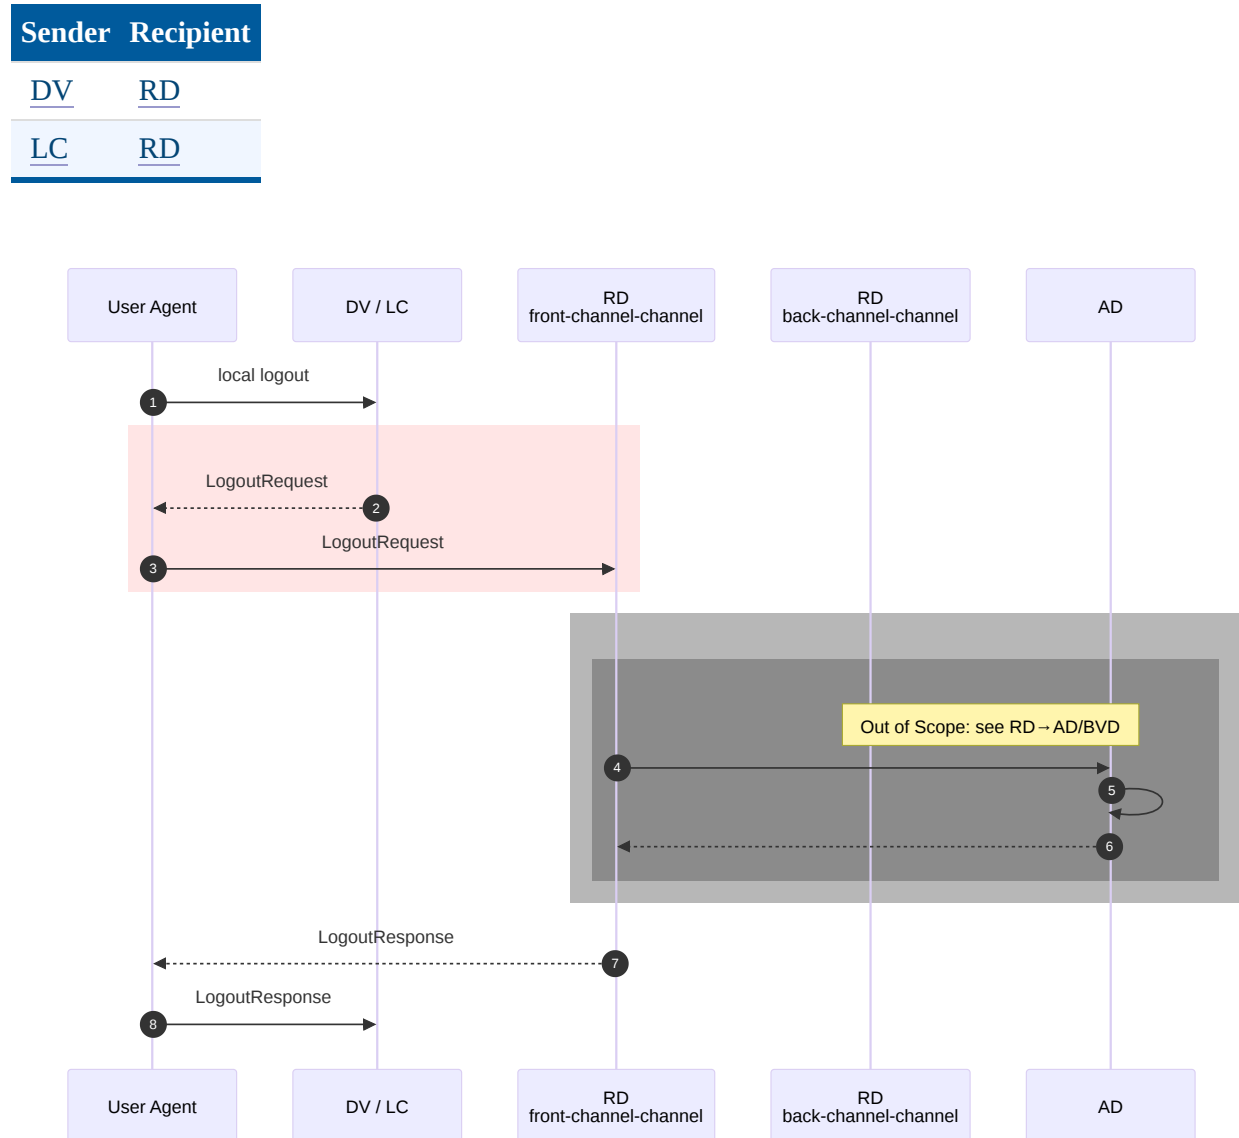 Sender Recipient
DV RD
LC RD
User Agent
DV / LC
RD
front-channel-channel
RD
back-channel-channel
AD
local logout
1
LogoutRequest
2
LogoutRequest
3
Out of Scope: see RD→AD/BVD
4
5
6
LogoutResponse
7
LogoutResponse
8
User Agent
DV / LC
RD
front-channel-channel
RD
back-channel-channel
AD